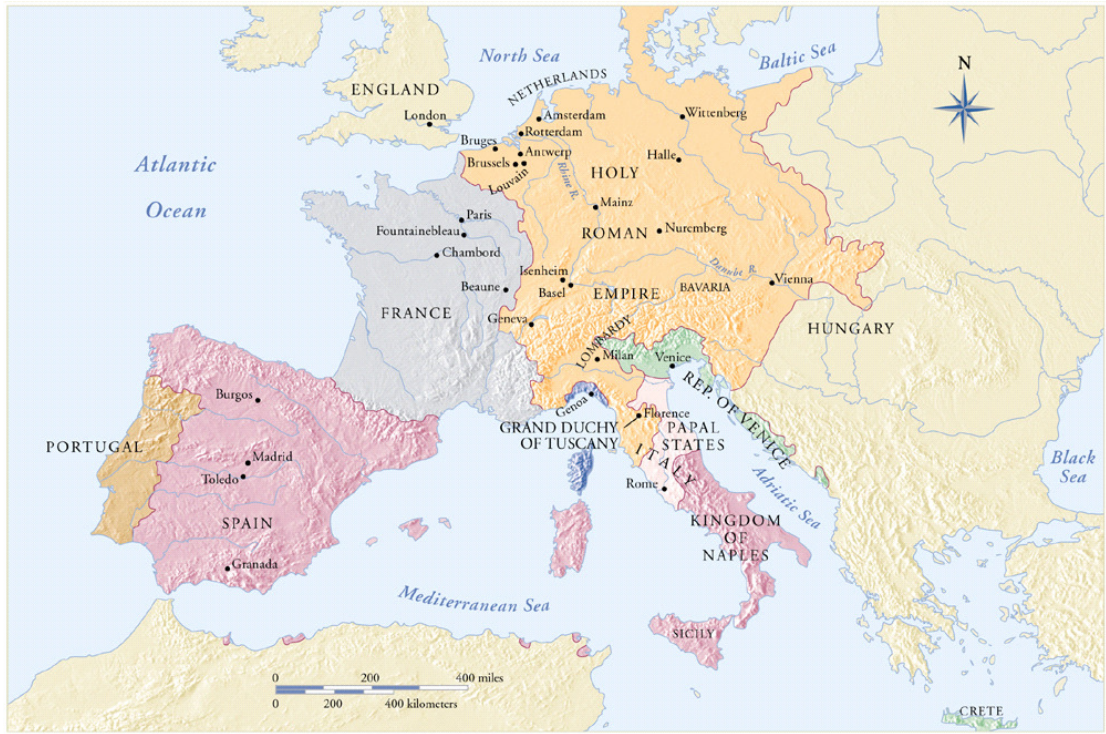 North Sea
Baltic Sea
N
NETHERLANDS
ENGLAND
London
Amsterdam
Rotterdam
Wittenberg
Bruges
Antwerp
Brussels
Louvain
Halle
HOLY
Rhine R.
Atlantic
Ocean
Mainz
Paris
Fountainebleau
ROMAN
Nuremberg
Chambord
Danube R.
Isenheim
Vienna
Beaune
Basel
EMPIRE
BAVARIA
FRANCE
Geneva
HUNGARY
LOMBARDY
Milan
Venice
REP. OF VENICE
Burgos
Genoa
Florence
GRAND DUCHY
OF TUSCANY
PAPAL
STATES
PORTUGAL
ITALY
Madrid
Toledo
Rome
Adriatic Sea
Black
Sea
SPAIN
KINGDOM
OF
NAPLES
Granada
Mediterranean Sea
SICILY
0 200 400 miles
0 200 400 kilometers
CRETE